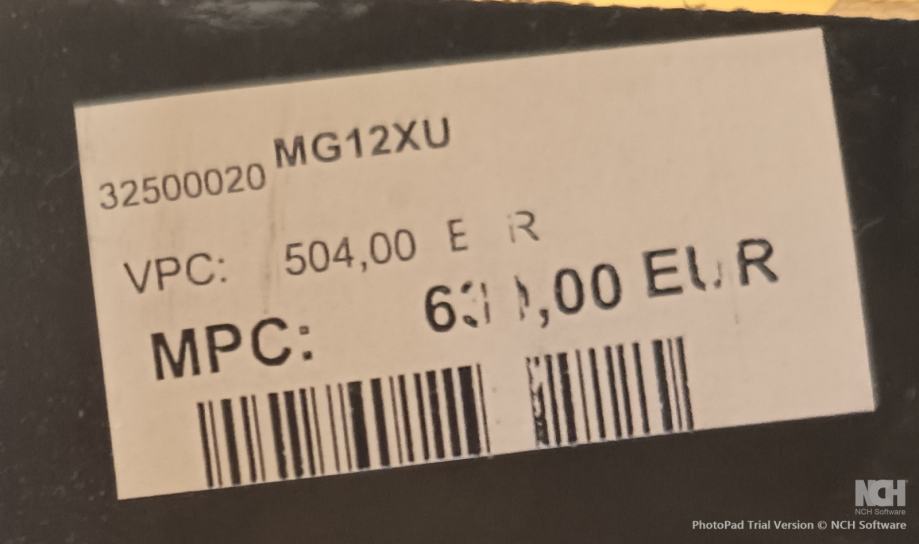 32500020 MG12XU
VPC: 504,00
MPC: EUR
NCH
NCH Software
PhotoPad Trial Version © NCH Software